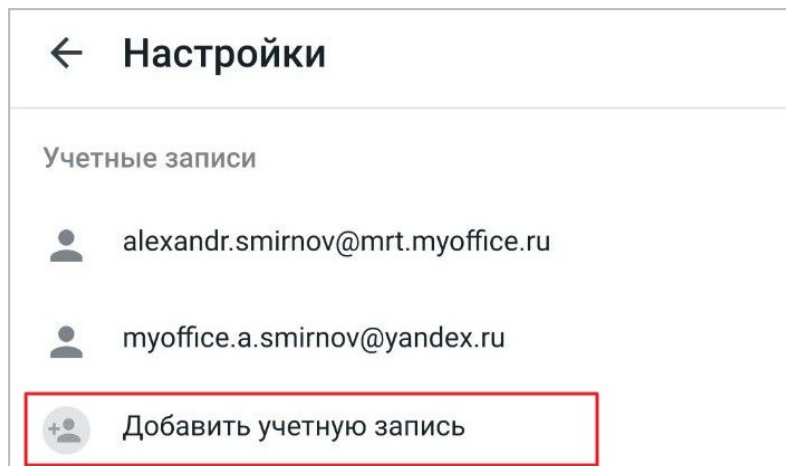 Настройки
Учетные записи
alexandr.smirnov@mrt.myoffice.ru
myoffice.a.smirnov@yandex.ru
Добавить учетную запись